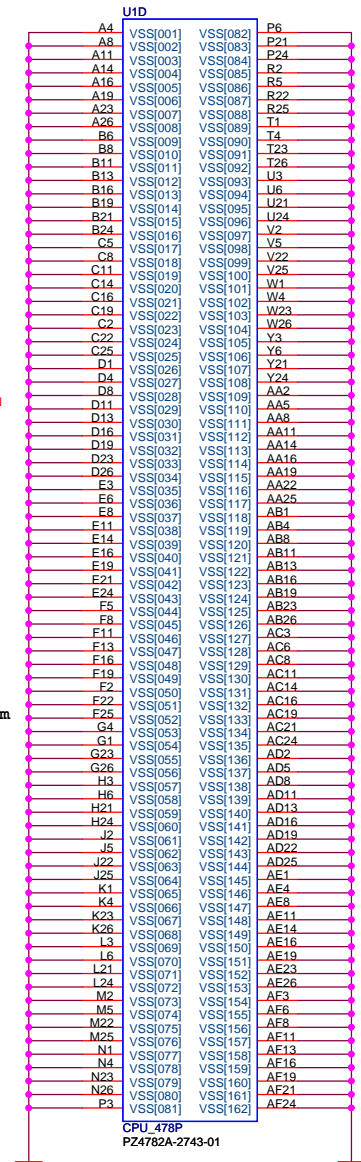 U1D
A4 VSS[001] VSS[082] P6
A8 VSS[002] VSS[083] P21
A11 VSS[003] VSS[084] P24
A14 VSS[004] VSS[085] R2
A16 VSS[005] VSS[086] R5
A19 VSS[006] VSS[087] R22
A23 VSS[007] VSS[088] R25
A26 VSS[008] VSS[089] T1
B6 VSS[009] VSS[090] T4
B8 VSS[010] VSS[091] T23
B11 VSS[011] VSS[092] T26
B13 VSS[012] VSS[093] U3
B16 VSS[013] VSS[094] U6
B19 VSS[014] VSS[095] U21
B21 VSS[015] VSS[096] U24
B24 VSS[016] VSS[097] V2
C5 VSS[017] VSS[098] V5
C8 VSS[018] VSS[099] V22
C11 VSS[019] VSS[100] V25
C14 VSS[020] VSS[101] W1
C16 VSS[021] VSS[102] W4
C19 VSS[022] VSS[103] W23
C2 VSS[023] VSS[104] W26
C22 VSS[024] VSS[105] Y3
C25 VSS[025] VSS[106] Y6
D1 VSS[026] VSS[107] Y21
D4 VSS[027] VSS[108] Y24
D8 VSS[028] VSS[109] AA2
D11 VSS[029] VSS[110] AA5
D13 VSS[030] VSS[111] AA8
D16 VSS[031] VSS[112] AA11
D19 VSS[032] VSS[113] AA14
D23 VSS[033] VSS[114] AA16
D26 VSS[034] VSS[115] AA19
E3 VSS[035] VSS[116] AA22
E6 VSS[036] VSS[117] AA25
E8 VSS[037] VSS[118] AB1
E11 VSS[038] VSS[119] AB4
E14 VSS[039] VSS[120] AB8
E16 VSS[040] VSS[121] AB11
E19 VSS[041] VSS[122] AB13
E21 VSS[042] VSS[123] AB16
E24 VSS[043] VSS[124] AB19
F5 VSS[044] VSS[125] AB23
F8 VSS[045] VSS[126] AB26
F11 VSS[046] VSS[127] AC3
F13 VSS[047] VSS[128] AC6
F16 VSS[048] VSS[129] AC8
F19 VSS[049] VSS[130] AC11
F2 VSS[050] VSS[131] AC14
F22 VSS[051] VSS[132] AC16
m F25 VSS[052] VSS[133] AC19
G4 VSS[053] VSS[134] AC21
G1 VSS[054] VSS[135] AC24
G23 VSS[055] VSS[136] AD2
G26 VSS[056] VSS[137] AD5
H3 VSS[057] VSS[138] AD8
H6 VSS[058] VSS[139] AD11
H21 VSS[059] VSS[140] AD13
H24 VSS[060] VSS[141] AD16
J2 VSS[061] VSS[142] AD19
J5 VSS[062] VSS[143] AD22
J22 VSS[063] VSS[144] AD25
J25 VSS[064] VSS[145] AE1
K1 VSS[065] VSS[146] AE4
K4 VSS[066] VSS[147] AE8
K23 VSS[067] VSS[148] AE11
K26 VSS[068] VSS[149] AE14
L3 VSS[069] VSS[150] AE16
L6 VSS[070] VSS[151] AE19
L21 VSS[071] VSS[152] AE23
L24 VSS[072] VSS[153] AE26
M2 VSS[073] VSS[154] AF3
M5 VSS[074] VSS[155] AF6
M22 VSS[075] VSS[156] AF8
M25 VSS[076] VSS[157] AF11
N1 VSS[077] VSS[158] AF13
N4 VSS[078] VSS[159] AF16
N23 VSS[079] VSS[160] AF19
N26 VSS[080] VSS[161] AF21
P3 VSS[081] VSS[162] AF24
CPU_478P
PZ4782A-2743-01